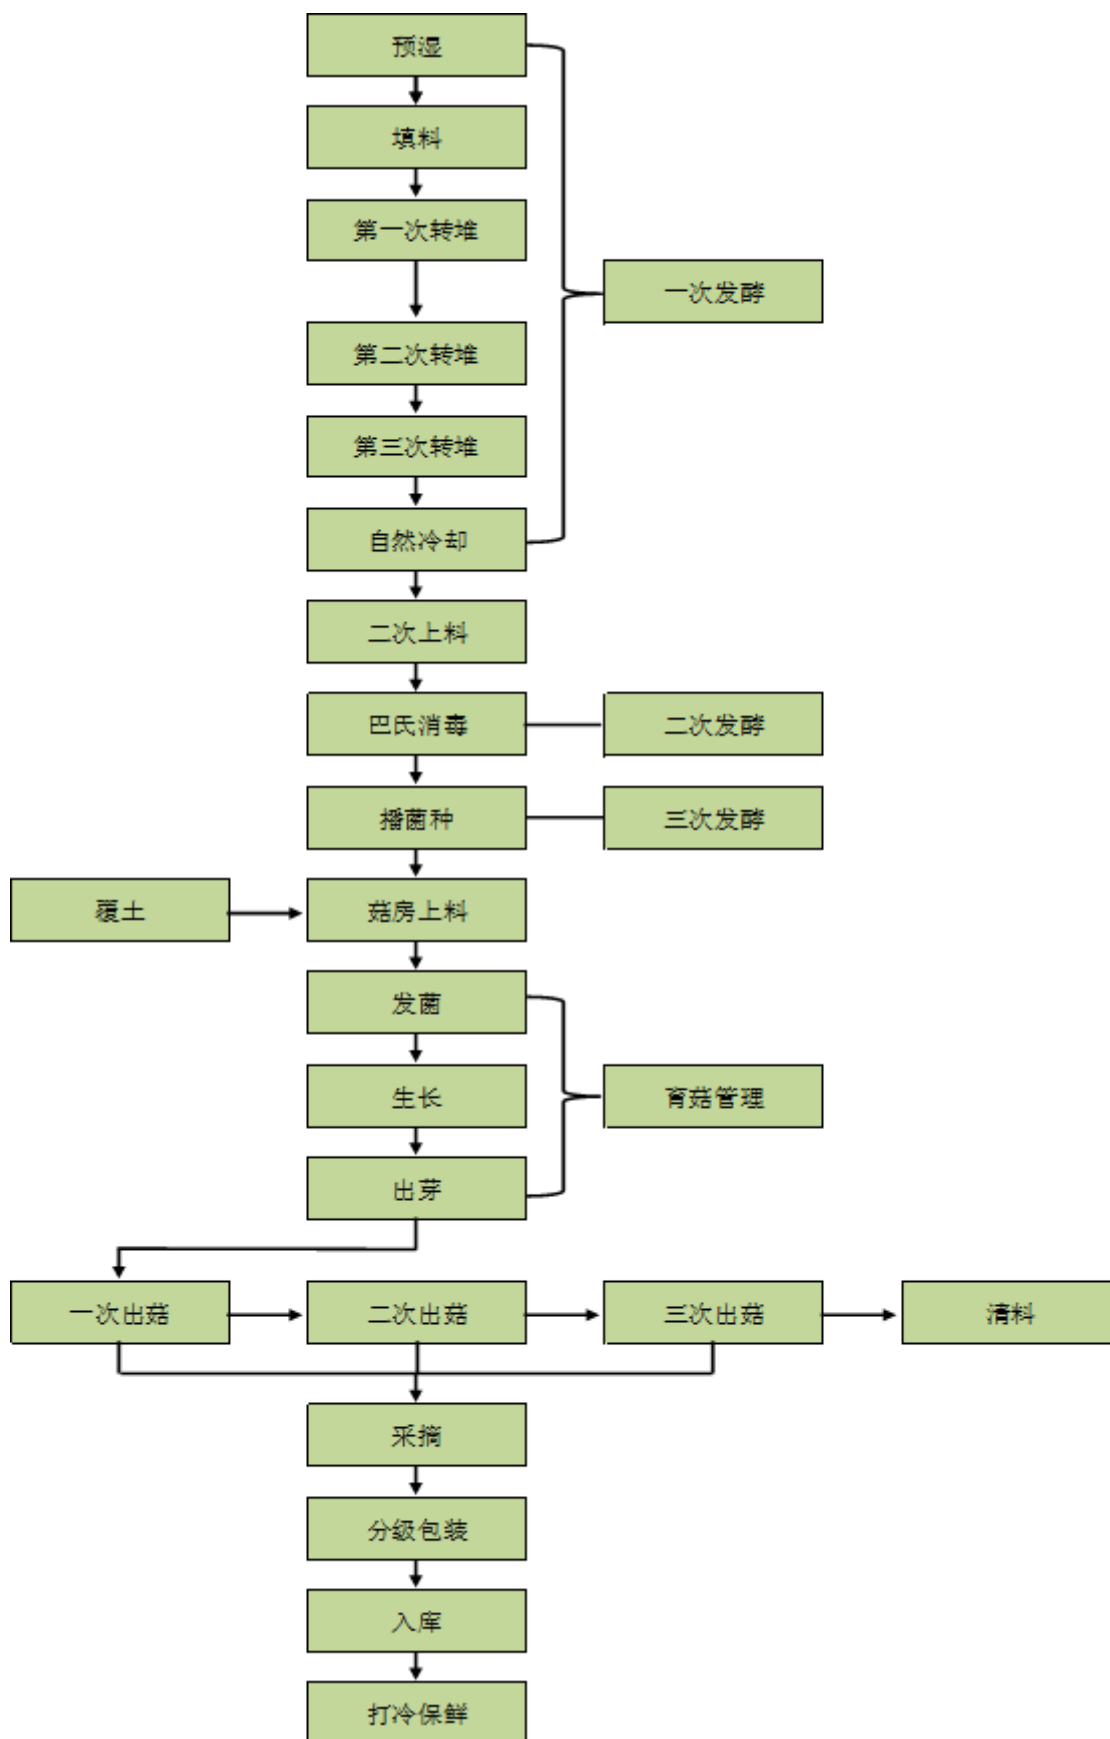 预湿
填料
第一次转堆
一次发酵
第二次转堆
第三次转堆
自然冷却
二次上料
巴氏消毒
二次发酵
播菌种
三次发酵
覆土
菇房上料
发菌
生长
育菇管理
出芽
一次出菇
二次出菇
三次出菇
清料
采摘
分级包装
入库
打冷保鲜